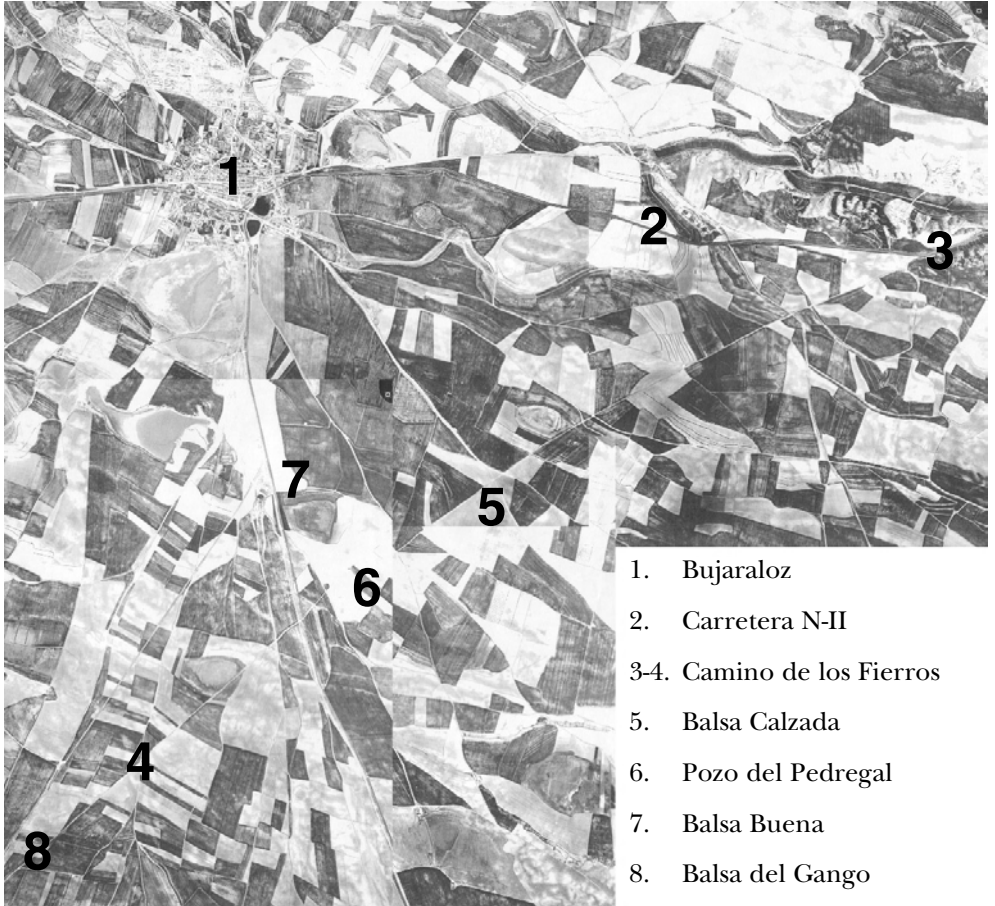 1
2
3
7
5
6
4
8
1. Bujaraloz
2. Carretera N-II
3-4. Camino de los Fierros
5. Balsa Calzada
6. Pozo del Pedregal
7. Balsa Buena
8. Balsa del Gango